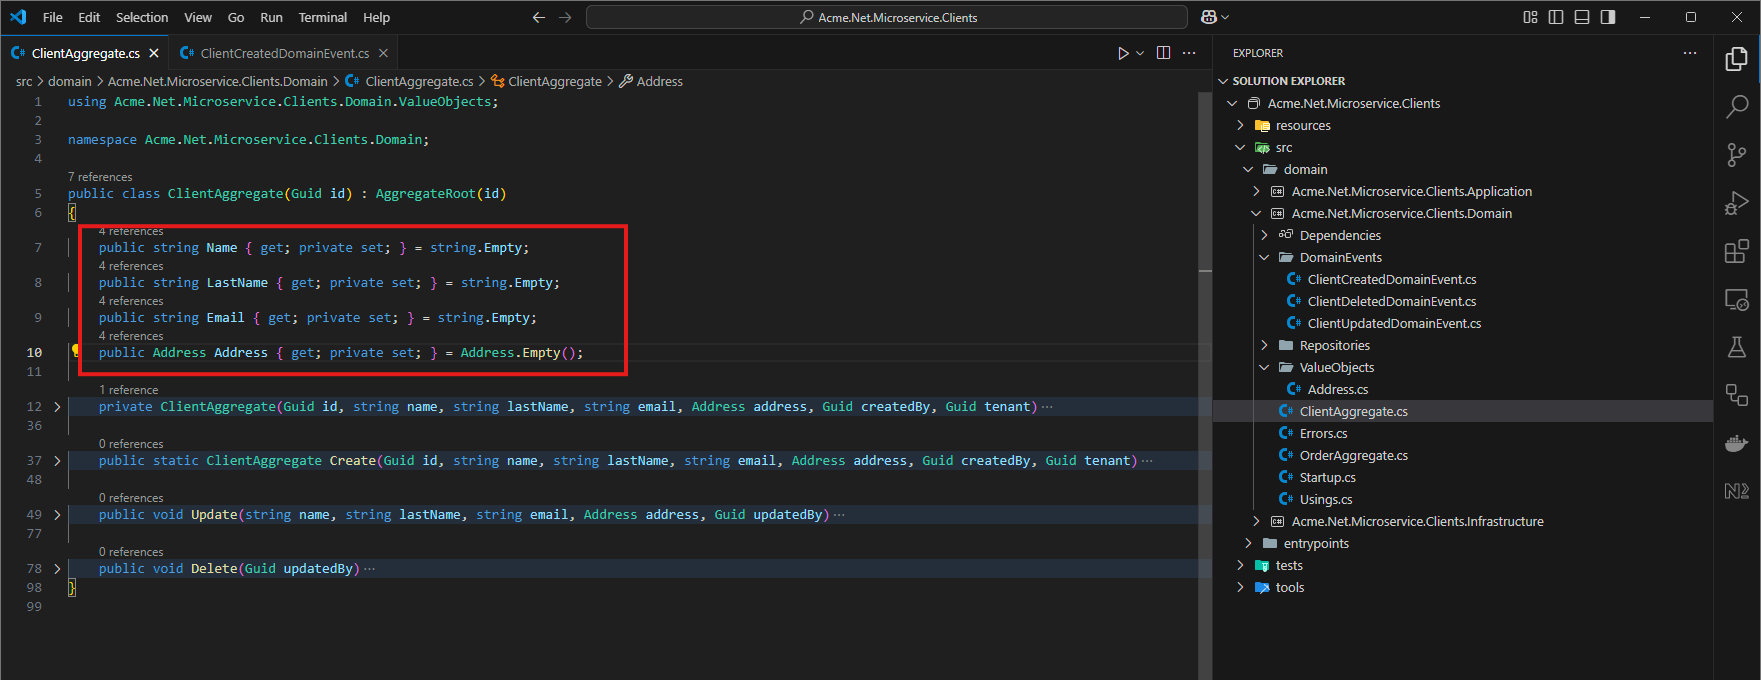 File Edit Selection View Go Run Terminal Help
Acme.Net.Microservice.Clients
ClientAggregate.cs
ClientCreatedDomainEvent.cs
src > domain > Acme.Net.Microservice.Clients.Domain > ClientAggregate.cs > ClientAggregate > Address
1 using Acme.Net.Microservice.Clients.Domain.ValueObjects;
2
3 namespace Acme.Net.Microservice.Clients.Domain;
4
7 references
5 public class ClientAggregate(Guid id) : AggregateRoot(id)
6 {
4 references
7 public string Name { get; private set; } = string.Empty;
4 references
8 public string LastName { get; private set; } = string.Empty;
4 references
9 public string Email { get; private set; } = string.Empty;
4 references
10 public Address Address { get; private set; } = Address.Empty();
11
1 reference
12 > private ClientAggregate(Guid id, string name, string lastName, string email, Address address, Guid createdBy, Guid tenant) ···
36
0 references
37 > public static ClientAggregate Create(Guid id, string name, string lastName, string email, Address address, Guid createdBy, Guid tenant) ···
48
0 references
49 > public void Update(string name, string lastName, string email, Address address, Guid updatedBy) ···
77
0 references
78 > public void Delete(Guid updatedBy) ···
98 }
99
EXPLORER
SOLUTION EXPLORER
Acme.Net.Microservice.Clients
resources
src
domain
Acme.Net.Microservice.Clients.Application
Acme.Net.Microservice.Clients.Domain
Dependencies
DomainEvents
C# ClientCreatedDomainEvent.cs
C# ClientDeletedDomainEvent.cs
C# ClientUpdatedDomainEvent.cs
Repositories
ValueObjects
C# Address.cs
C# ClientAggregate.cs
C# Errors.cs
C# OrderAggregate.cs
C# Startup.cs
C# Usings.cs
Acme.Net.Microservice.Clients.Infrastructure
entrypoints
tests
tools